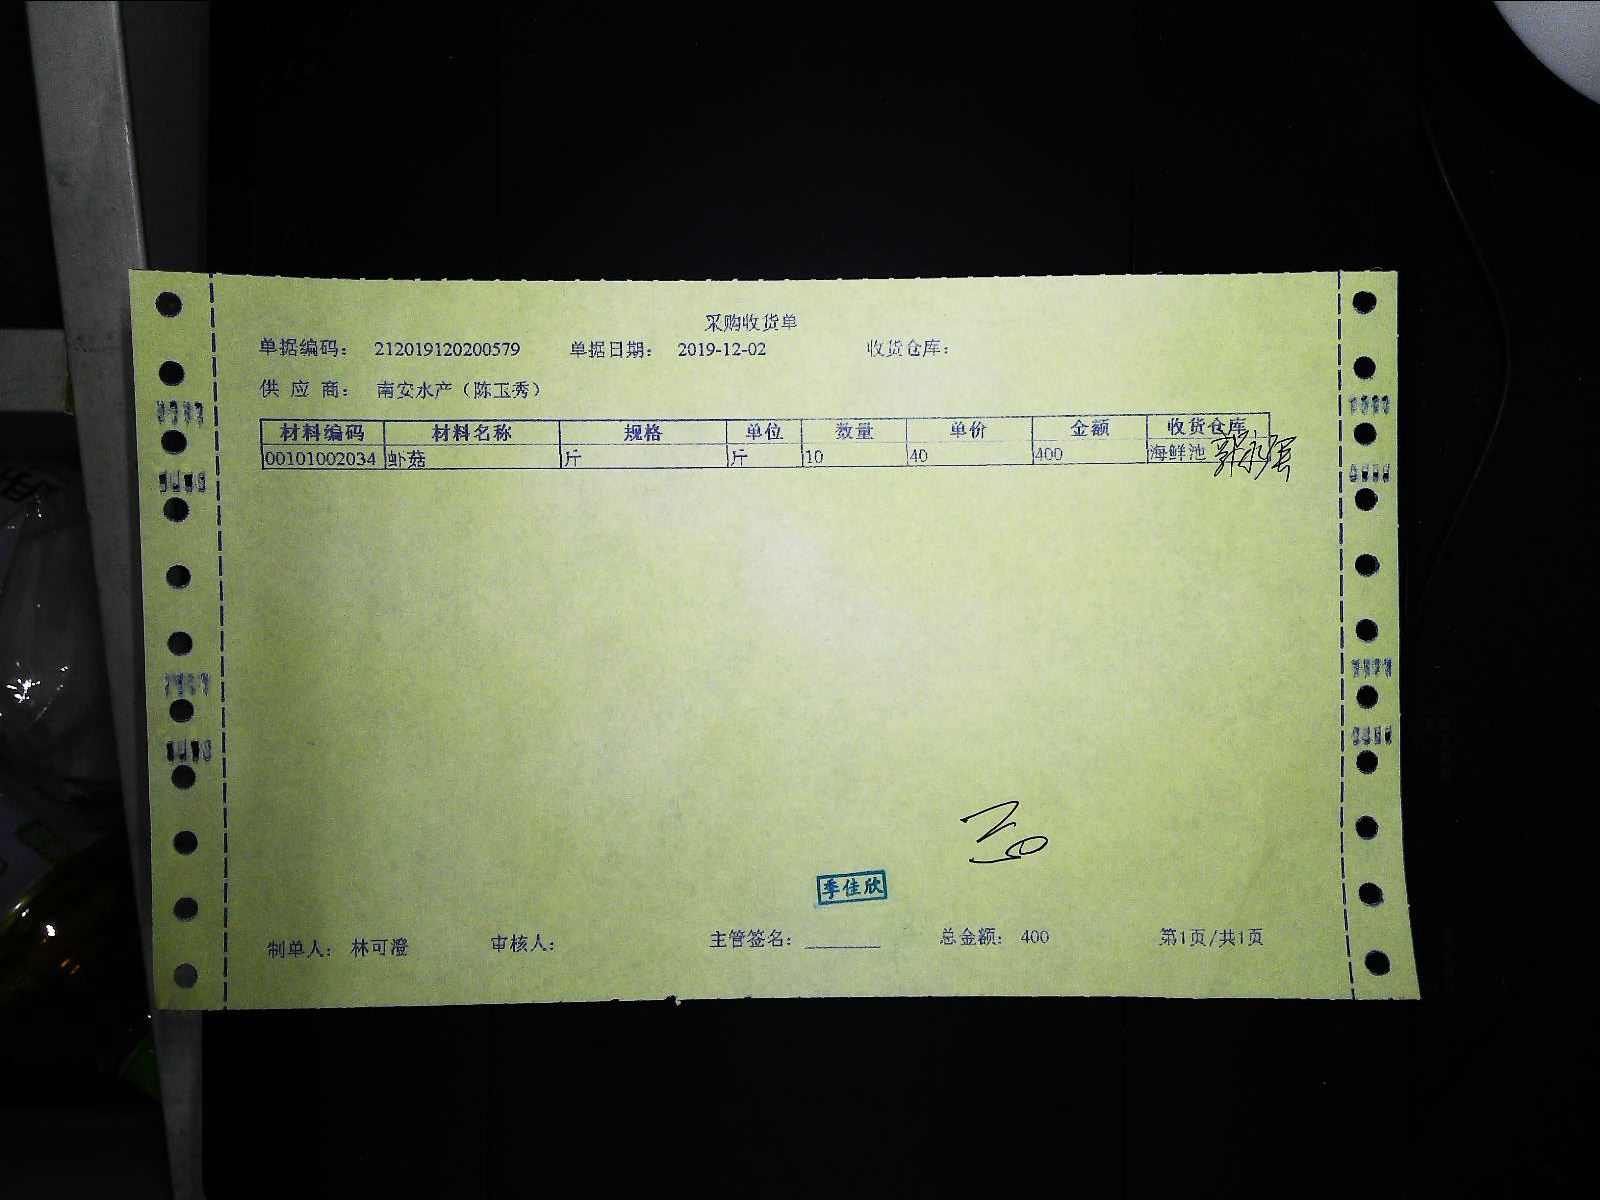 采购收货单
单据编码： 212019120200579 单据日期： 2019-12-02 收货仓库：
供 应 商： 南安水产（陈玉秀）
材料编码 材料名称 规格 单位 数量 单价 金额 收货仓库
00101002034 虾菇 斤 斤 10 40 400 海鲜池
季佳欣
制单人： 林可澄 审核人： 主管签名： 总金额： 400 第1页/共1页